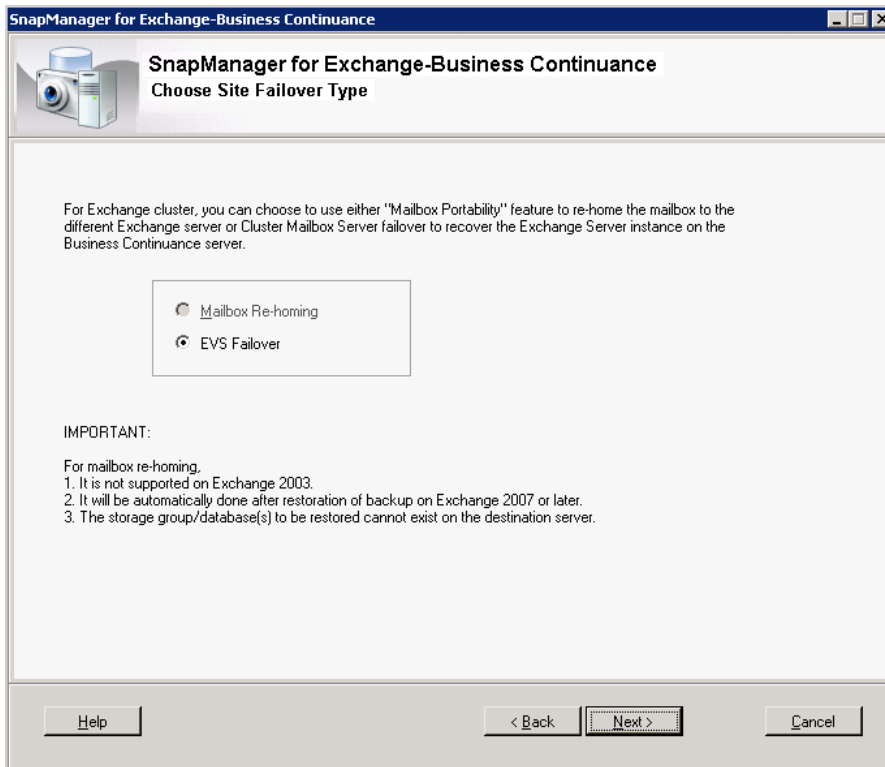 SnapManager for Exchange-Business Continuance
SnapManager for Exchange-Business Continuance
Choose Site Failover Type
For Exchange cluster, you can choose to use either "Mailbox Portability" feature to re-home the mailbox to the
different Exchange server or Cluster Mailbox Server failover to recover the Exchange Server instance on the
Business Continuance server.
Mailbox Re-homing
EVS Failover
IMPORTANT:
For mailbox re-homing,
1. It is not supported on Exchange 2003.
2. It will be automatically done after restoration of backup on Exchange 2007 or later.
3. The storage group/database(s) to be restored cannot exist on the destination server.
Help
< Back
Next >
Cancel